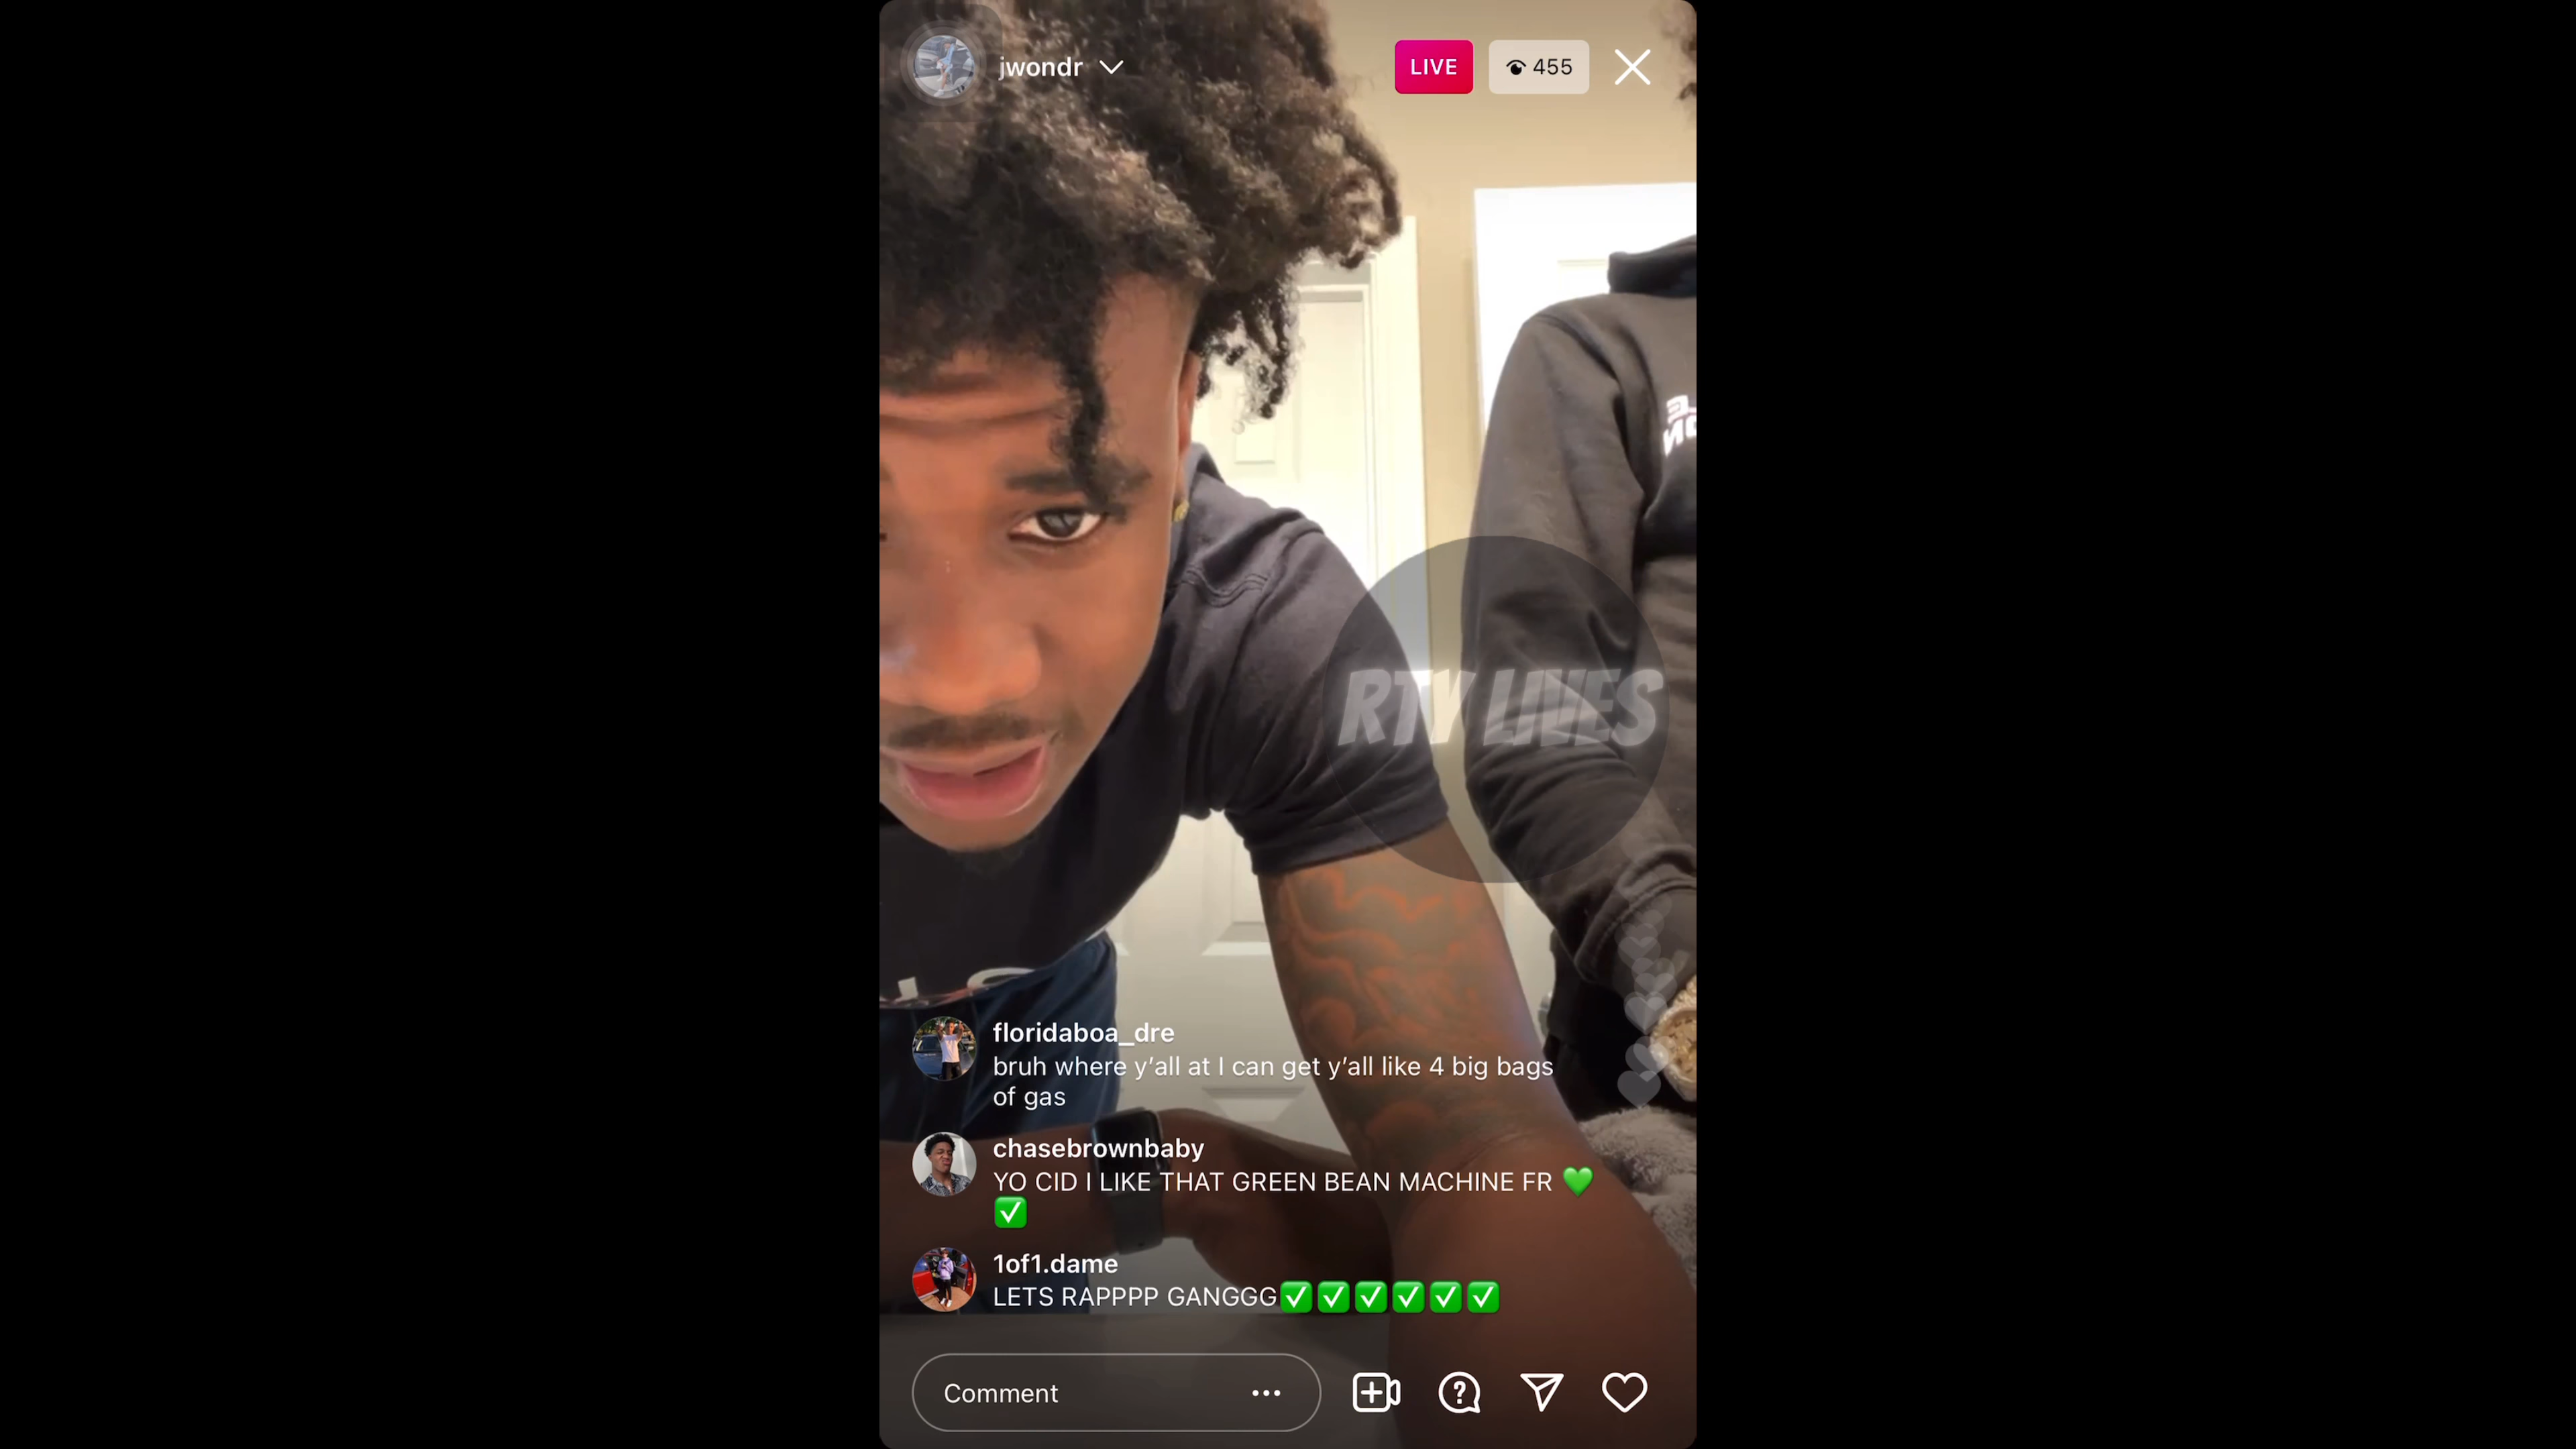 jwondr
LIVE
455
RTY LIVES
floridaboa_dre
bruh where y’all at I can get y’all like 4 big bags
of gas
chasebrownbaby
YO CID I LIKE THAT GREEN BEAN MACHINE FR 💚
✅
1of1.dame
LETS RAPPPP GANGGG✅✅✅✅✅✅
Comment